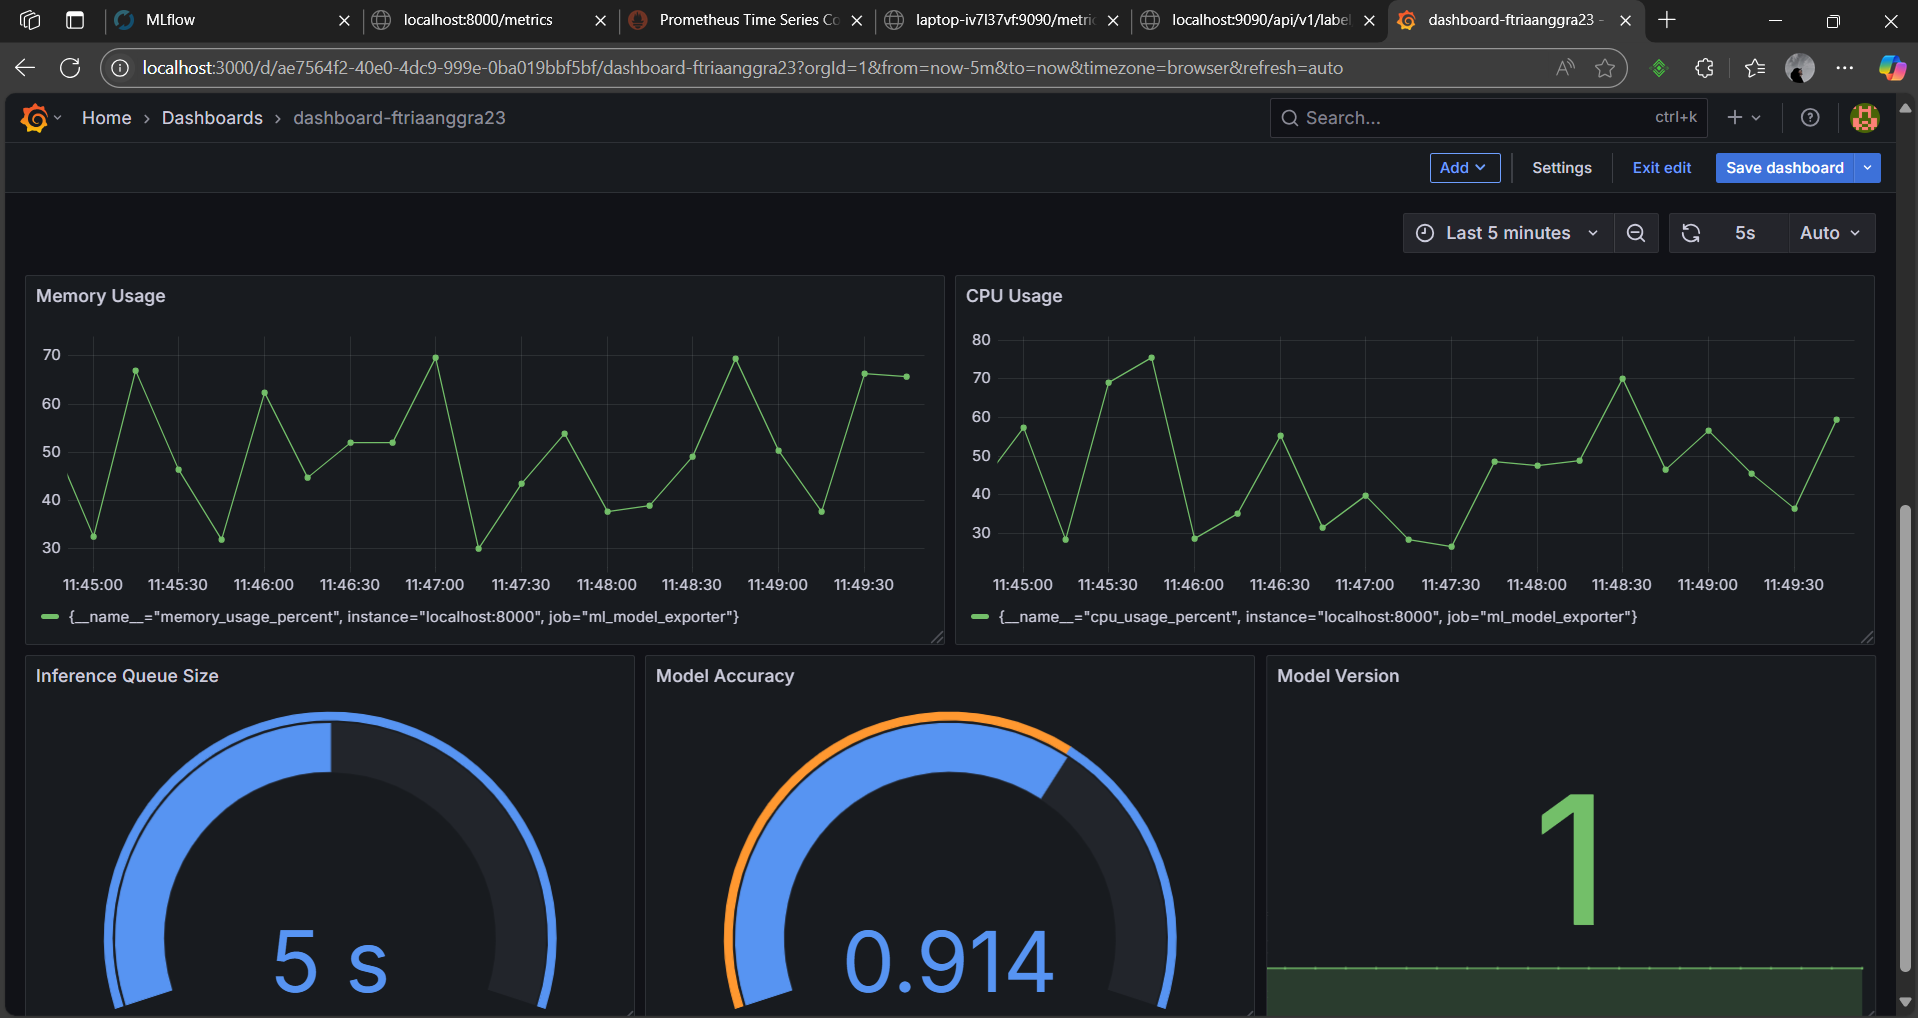 MLflow
localhost:8000/metrics
Prometheus Time Series Co
laptop-iv7l37vf:9090/metric
localhost:9090/api/v1/label
dashboard-ftriaanggra23 -
localhost:3000/d/ae7564f2-40e0-4dc9-999e-0ba019bbf5bf/dashboard-ftriaanggra23?orgId=1&from=now-5m&to=now&timezone=browser&refresh=auto
Home › Dashboards › dashboard-ftriaanggra23
Search...
ctrl+k
Add
Settings
Exit edit
Save dashboard
Last 5 minutes
5s
Auto
Memory Usage
70
60
50
40
30
11:45:00 11:45:30 11:46:00 11:46:30 11:47:00 11:47:30 11:48:00 11:48:30 11:49:00 11:49:30
{__name__="memory_usage_percent", instance="localhost:8000", job="ml_model_exporter"}
CPU Usage
80
70
60
50
40
30
11:45:00 11:45:30 11:46:00 11:46:30 11:47:00 11:47:30 11:48:00 11:48:30 11:49:00 11:49:30
{__name__="cpu_usage_percent", instance="localhost:8000", job="ml_model_exporter"}
Inference Queue Size
5 s
Model Accuracy
0.914
Model Version
1